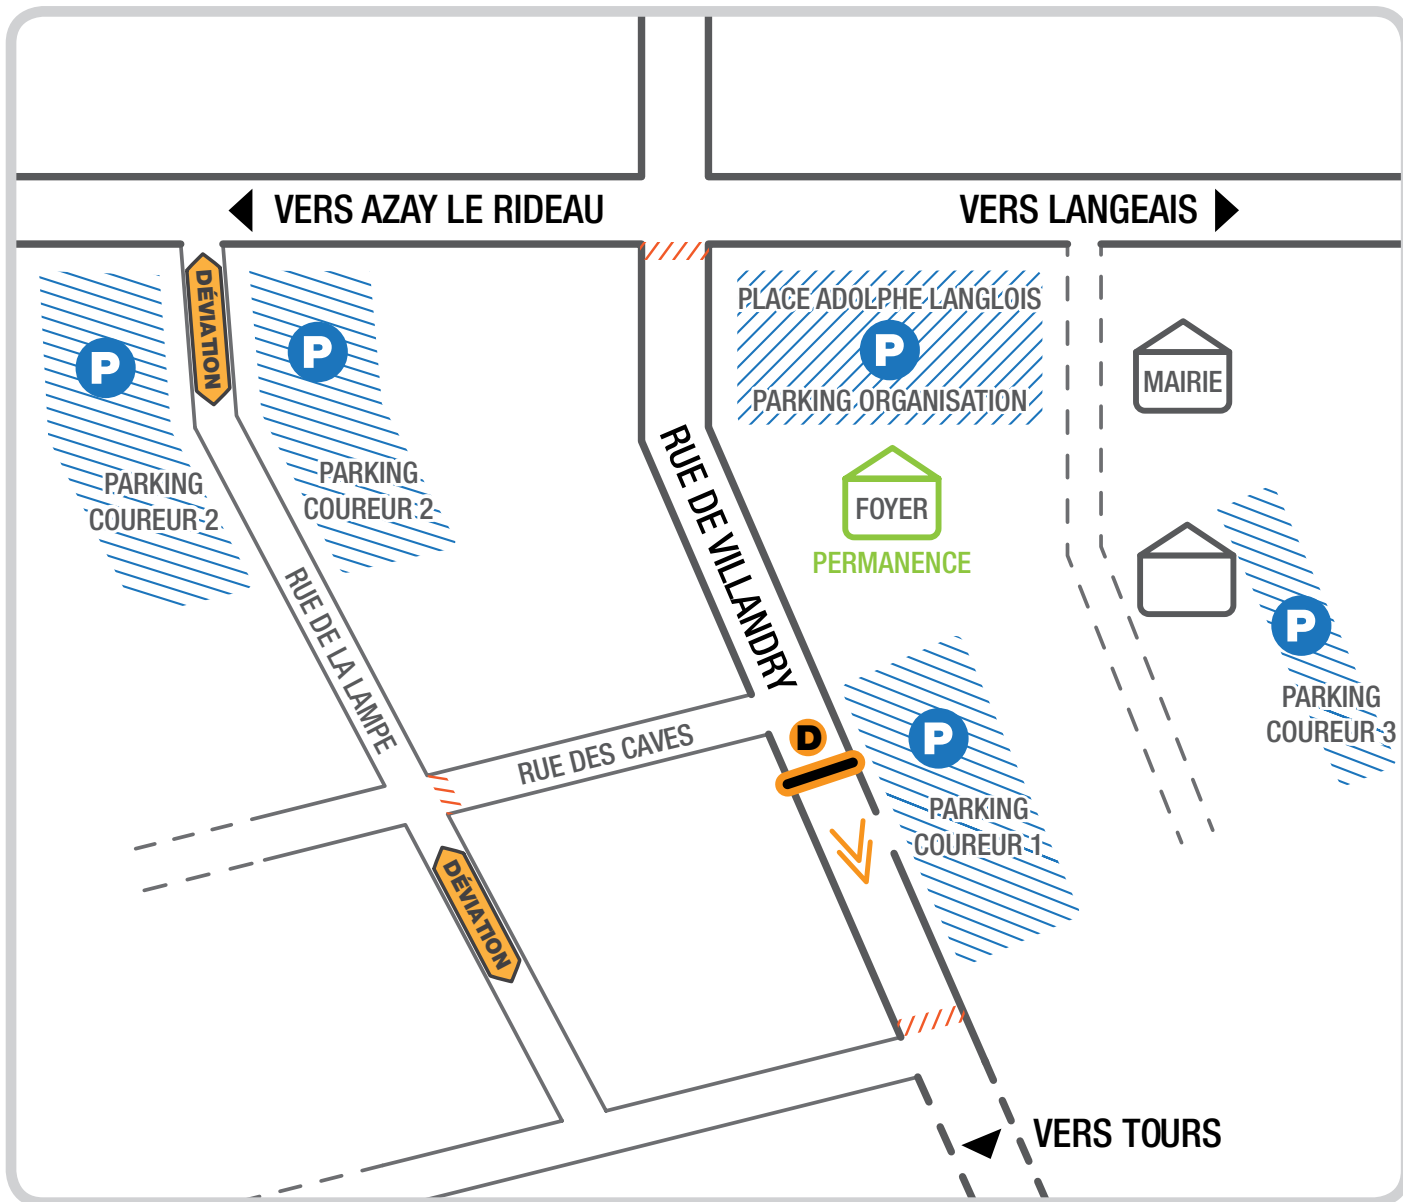 VERS AZAY LE RIDEAU
VERS LANGEAIS
DÉVIATION
P
P
PLACE ADOLPHE LANGLOIS
P
PARKING ORGANISATION
MAIRIE
PARKING
COUREUR 2
PARKING
COUREUR 2
RUE DE VILLANDRY
FOYER
PERMANENCE
P
PARKING
COUREUR 3
RUE DE LA LAMPE
RUE DES CAVES
D
P
PARKING
COUREUR 1
DÉVIATION
VERS TOURS